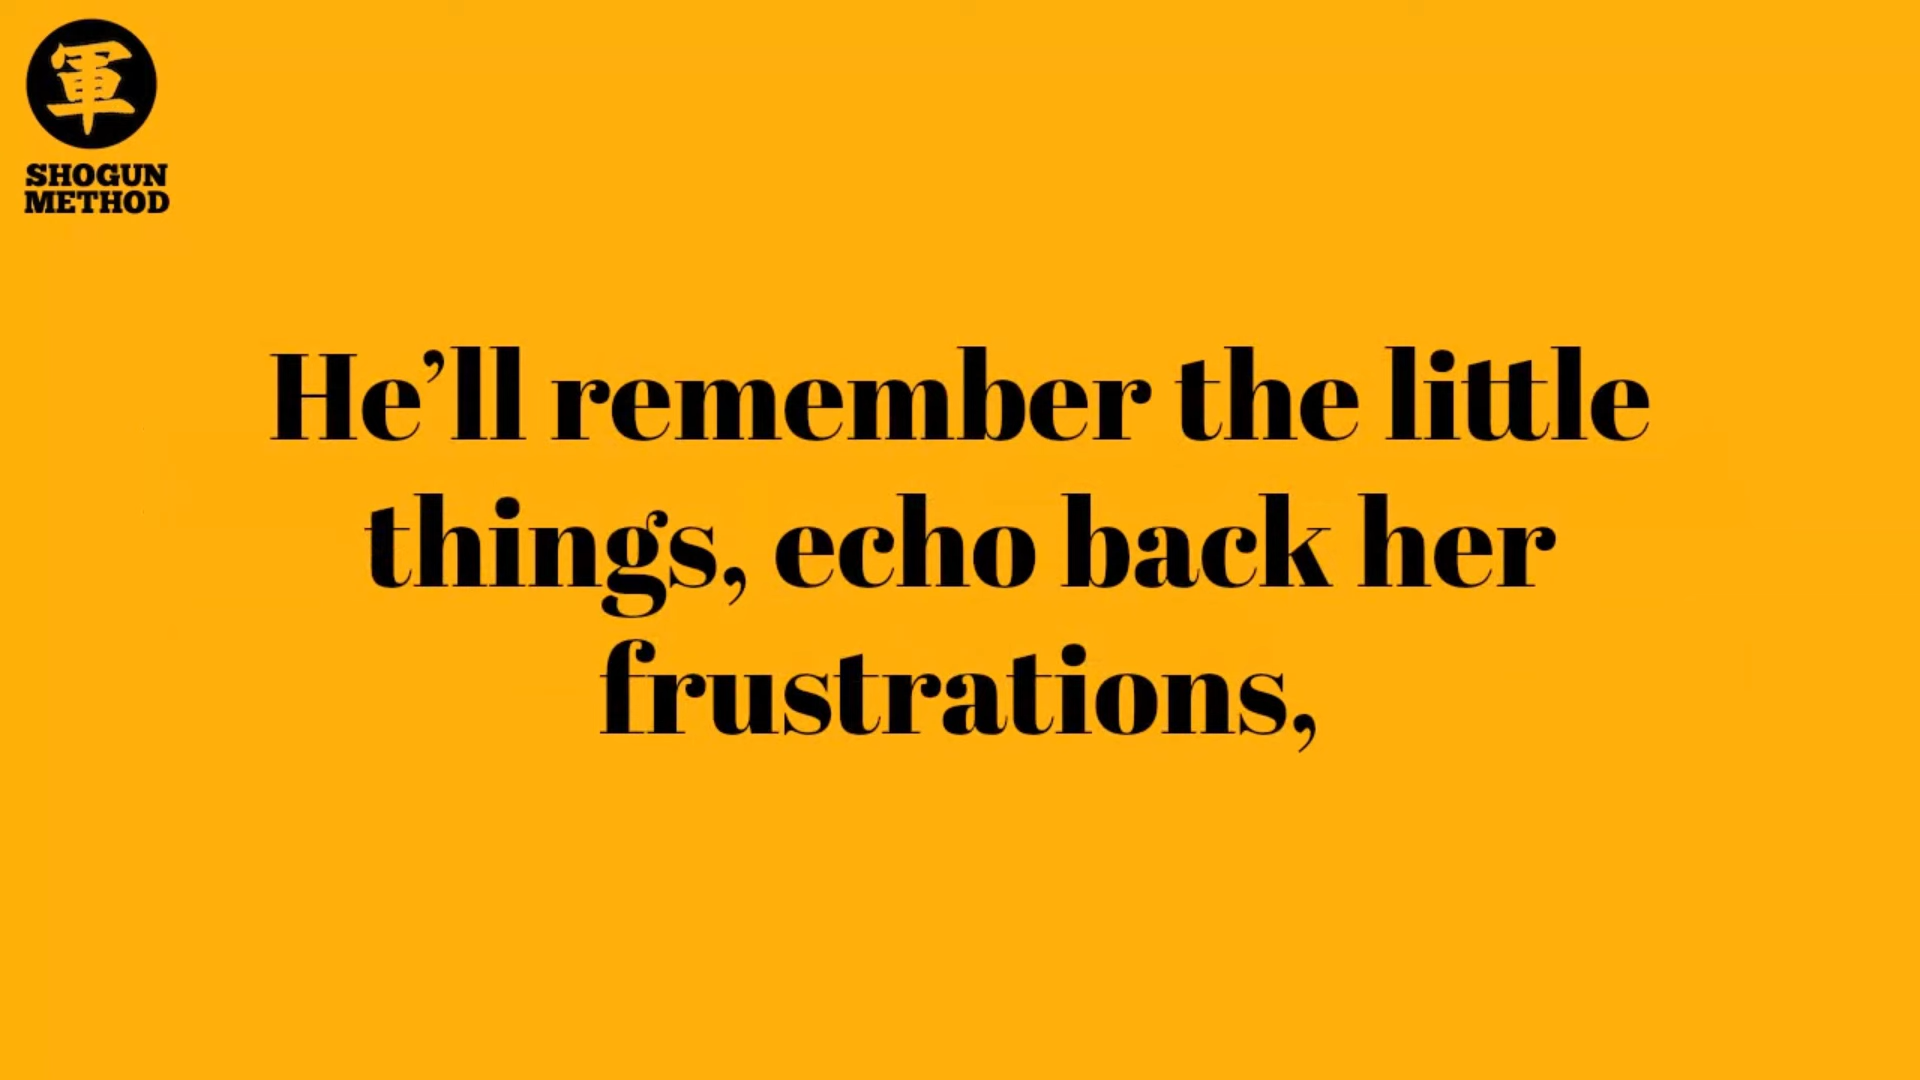 軍
SHOGUN
METHOD
He’ll remember the little
things, echo back her
frustrations,